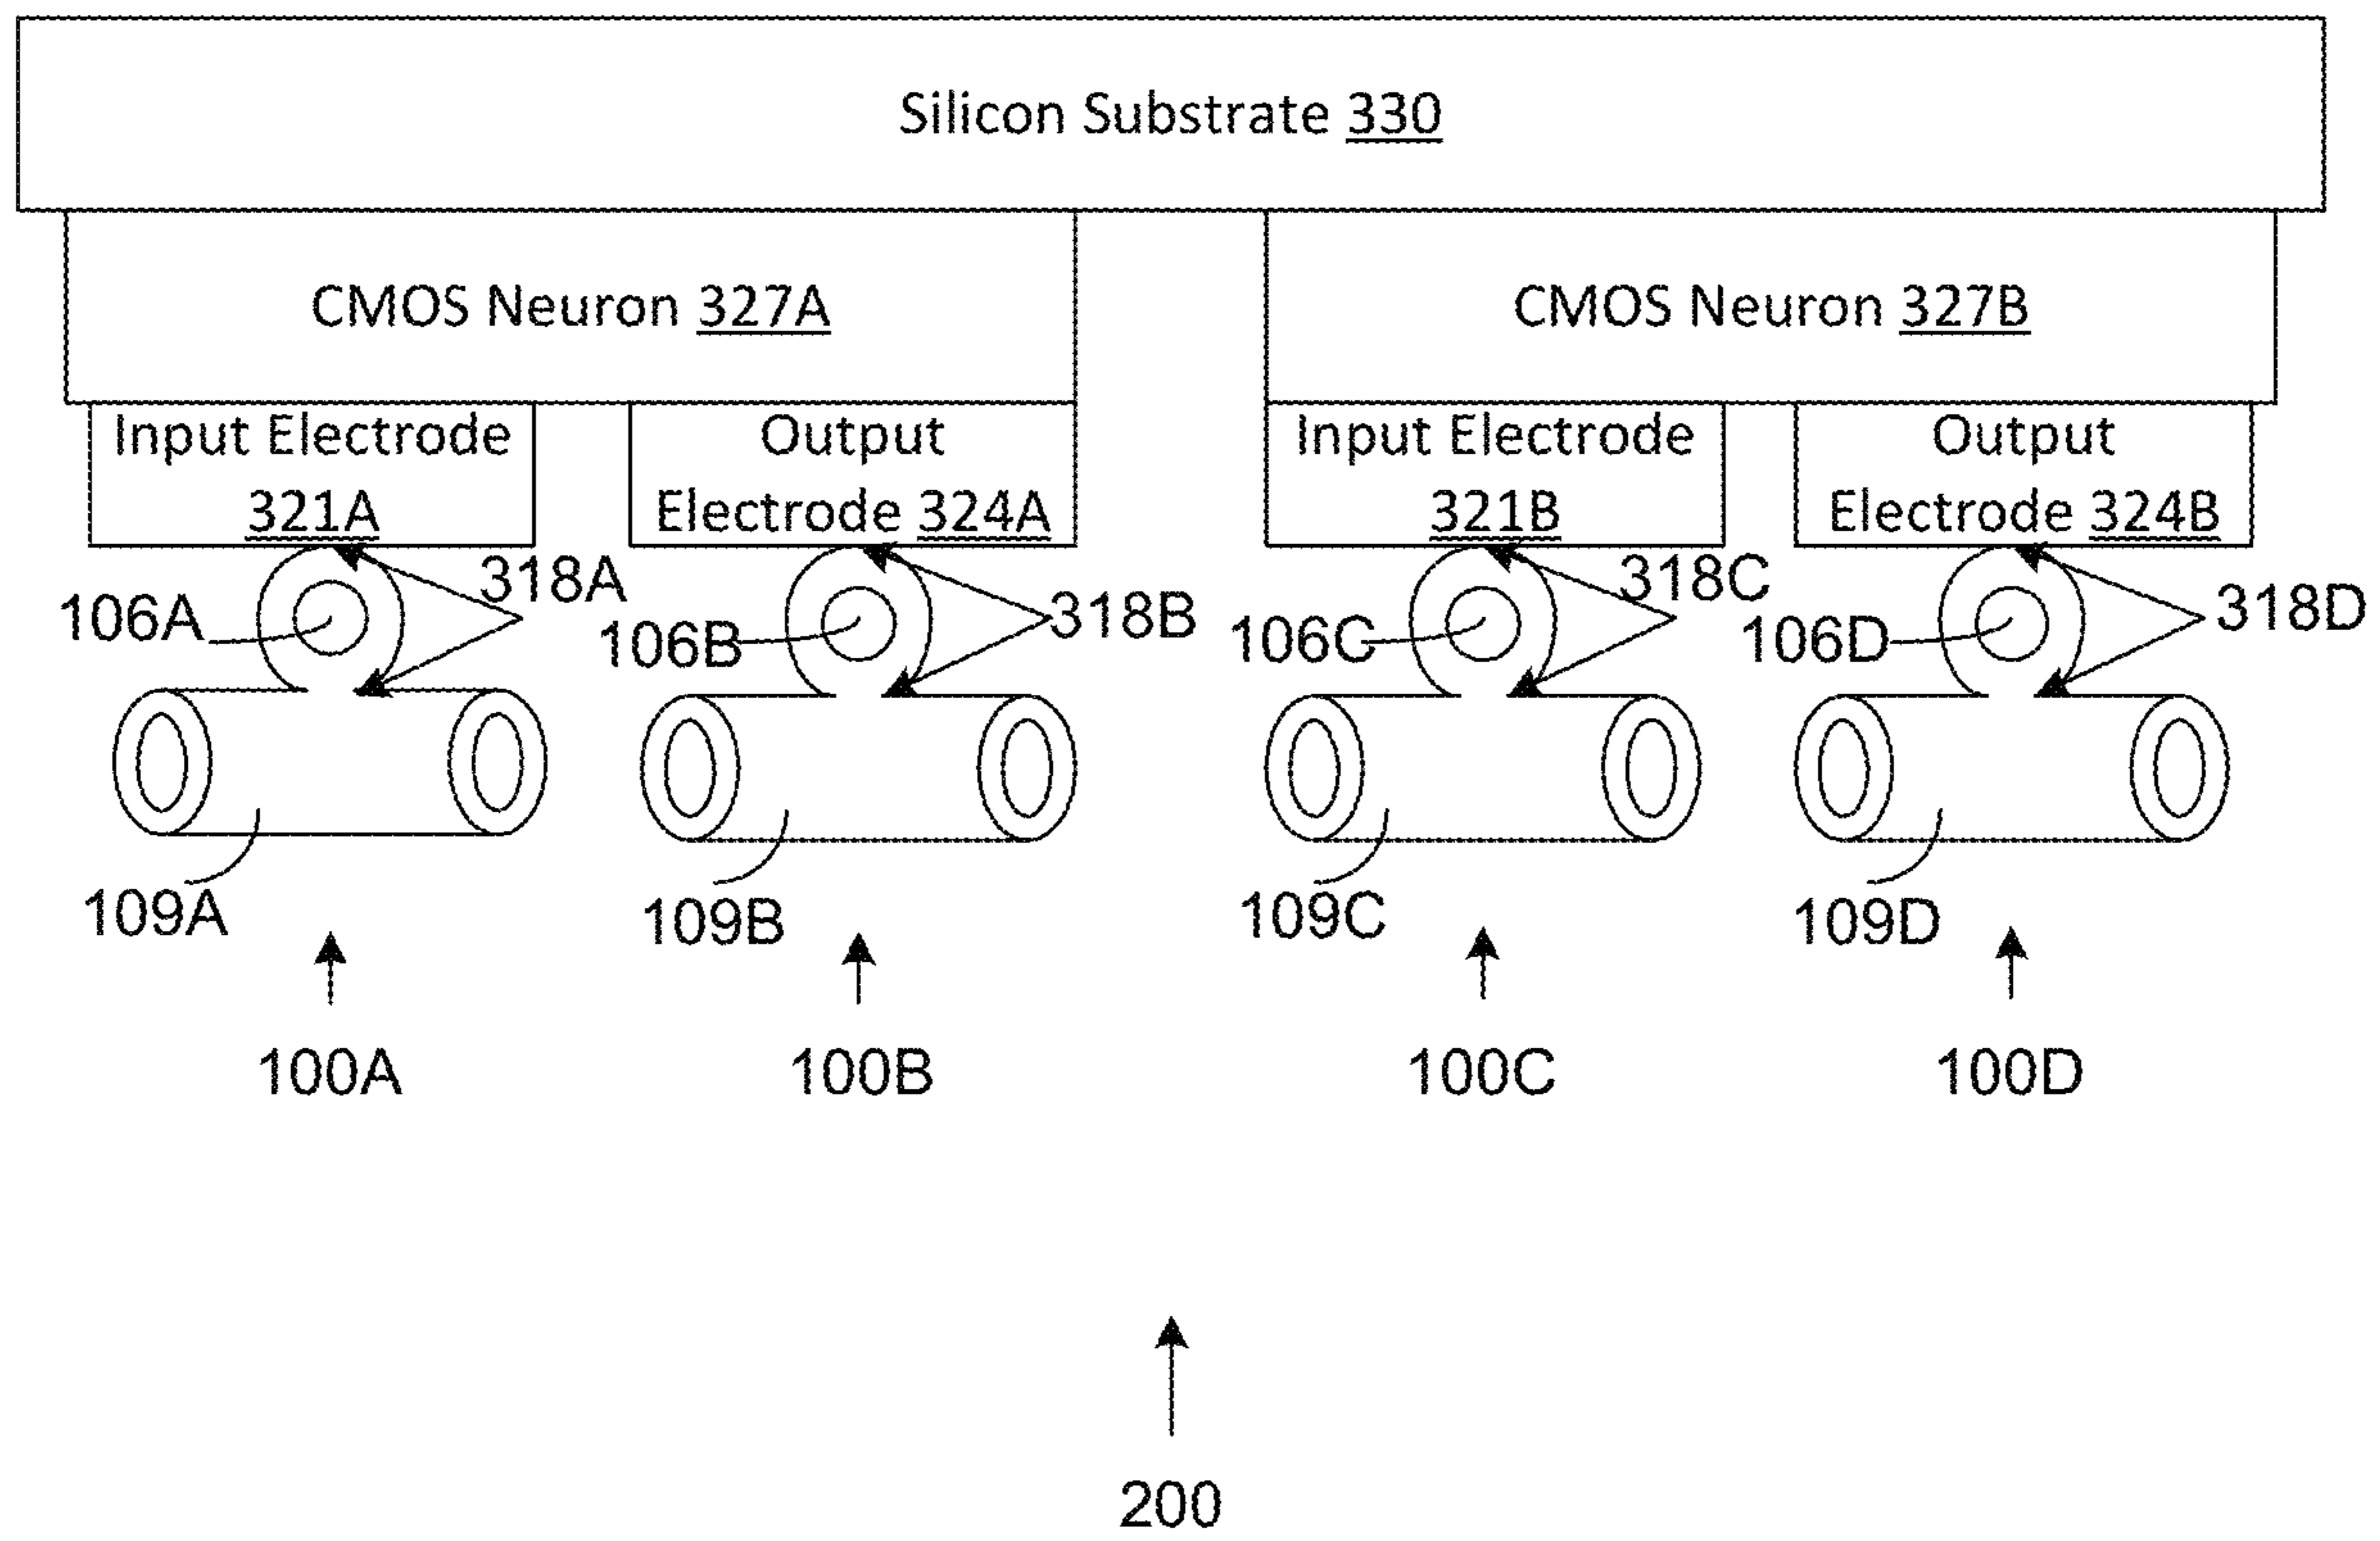 Silicon Substrate 330
CMOS Neuron 327A
CMOS Neuron 327B
Input Electrode
321A
Output
Electrode 324A
Input Electrode
321B
Output
Electrode 324B
318A
318B
318C
318D
106A
106B
106C
106D
109A
109B
109C
109D
100A
100B
100C
100D
200